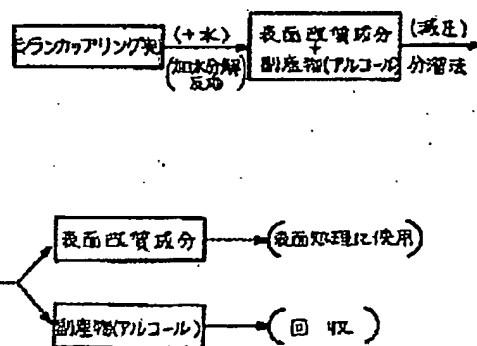 シランカップリング剤
(+水)
(加水分解
反応)
表面改質成分
+
副産物(アルコール)
(減圧)
分溜法
表面改質成分
(表面処理に使用)
副産物(アルコール)
(回収)